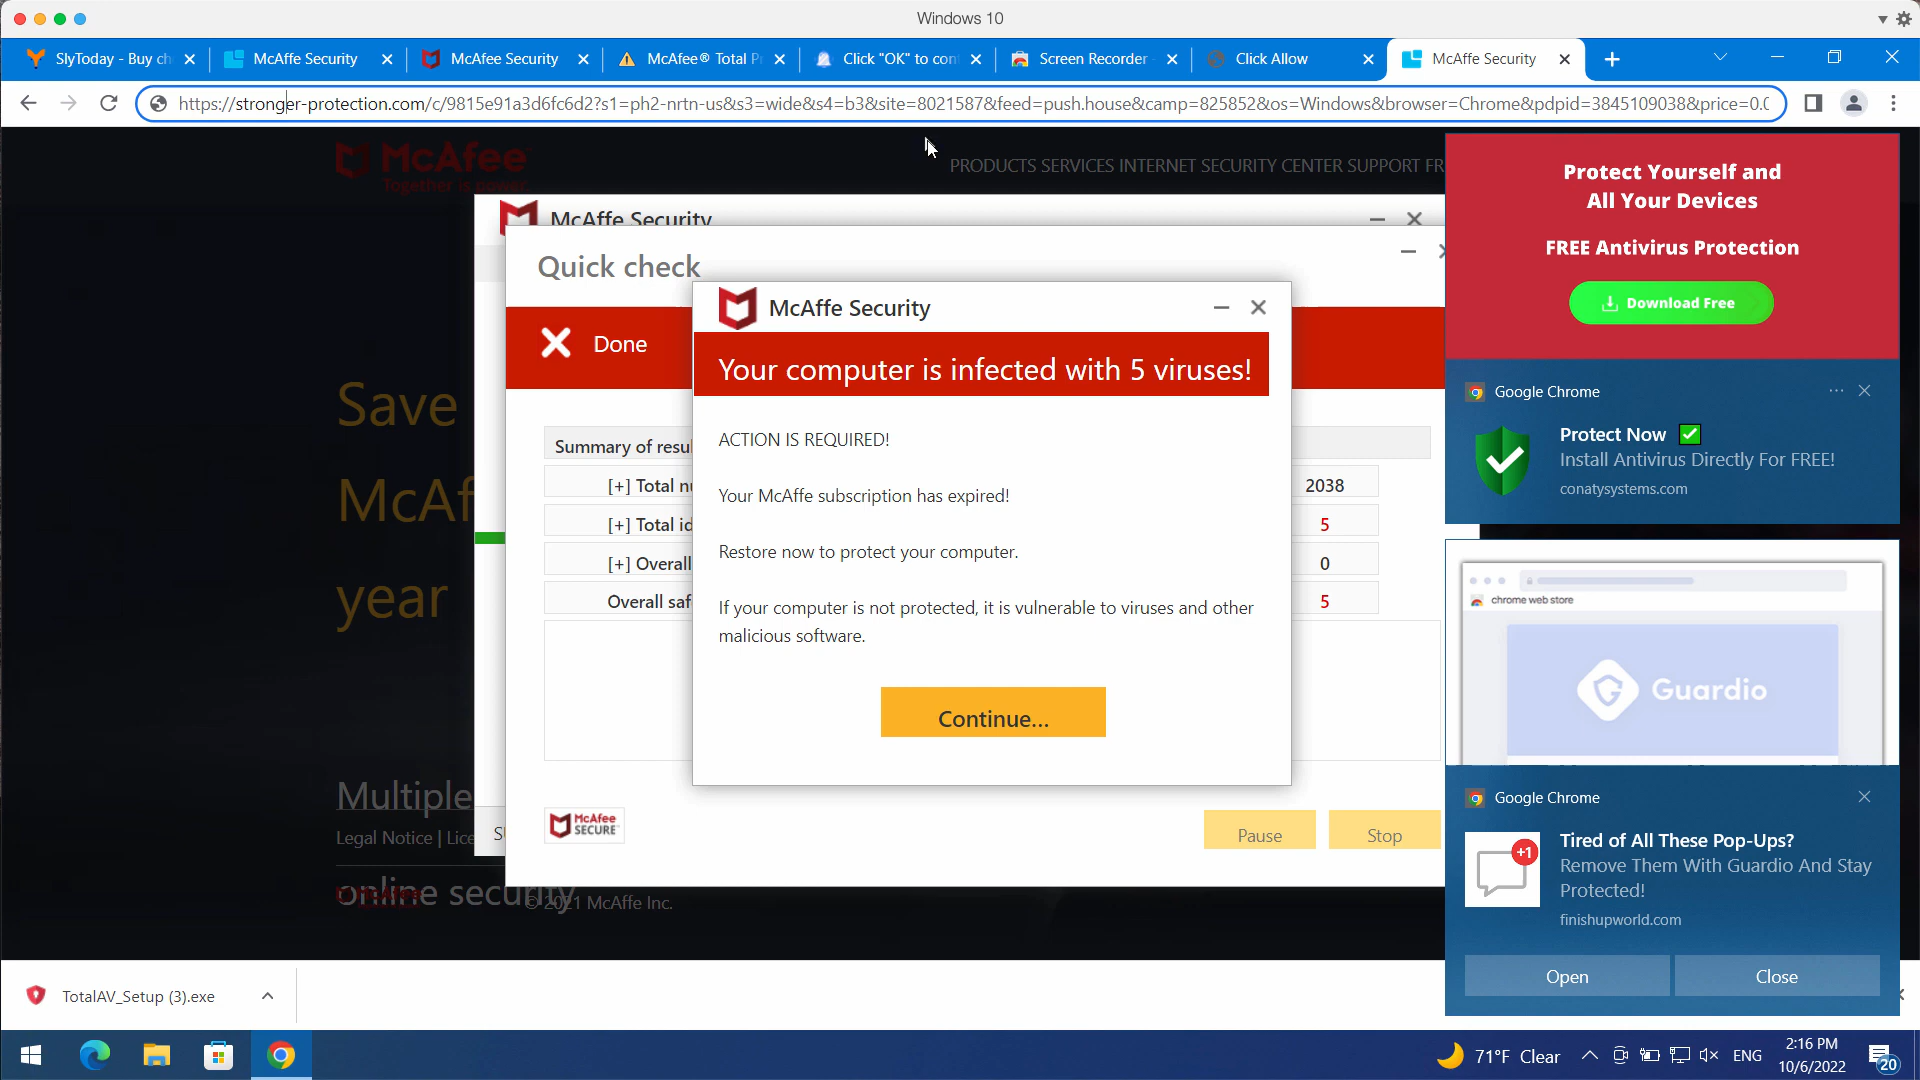 Windows 10
SlyToday - Buy ch
McAffe Security
McAfee Security
McAfee® Total P
Click "OK" to cont
Screen Recorder
Click Allow
McAffe Security
https://stronger-protection.com/c/9815e91a3d6fc6d2?s1=ph2-nrtn-us&s3=wide&s4=b3&site=8021587&feed=push.house&camp=825852&os=Windows&browser=Chrome&pdpid=3845109038&price=0.0
McAfee
Together is power.
PRODUCTS SERVICES INTERNET SECURITY CENTER SUPPORT FR
Save
McAf
year
Multiple
Legal Notice | Lice
online security
© 2021 McAffe Inc.
McAffe Security
Quick check
Done
Summary of resul
[+] Total nu
2038
[+] Total id
5
[+] Overall
0
Overall saf
5
McAfee
SECURE
Pause
Stop
McAffe Security
Your computer is infected with 5 viruses!
ACTION IS REQUIRED!
Your McAffe subscription has expired!
Restore now to protect your computer.
If your computer is not protected, it is vulnerable to viruses and other
malicious software.
Continue...
Protect Yourself and
All Your Devices
FREE Antivirus Protection
Download Free
Google Chrome
Protect Now
Install Antivirus Directly For FREE!
conatysystems.com
chrome web store
Guardio
Google Chrome
+1
Tired of All These Pop-Ups?
Remove Them With Guardio And Stay
Protected!
finishupworld.com
Open
Close
TotalAV_Setup (3).exe
71°F Clear
ENG
2:16 PM
10/6/2022
20